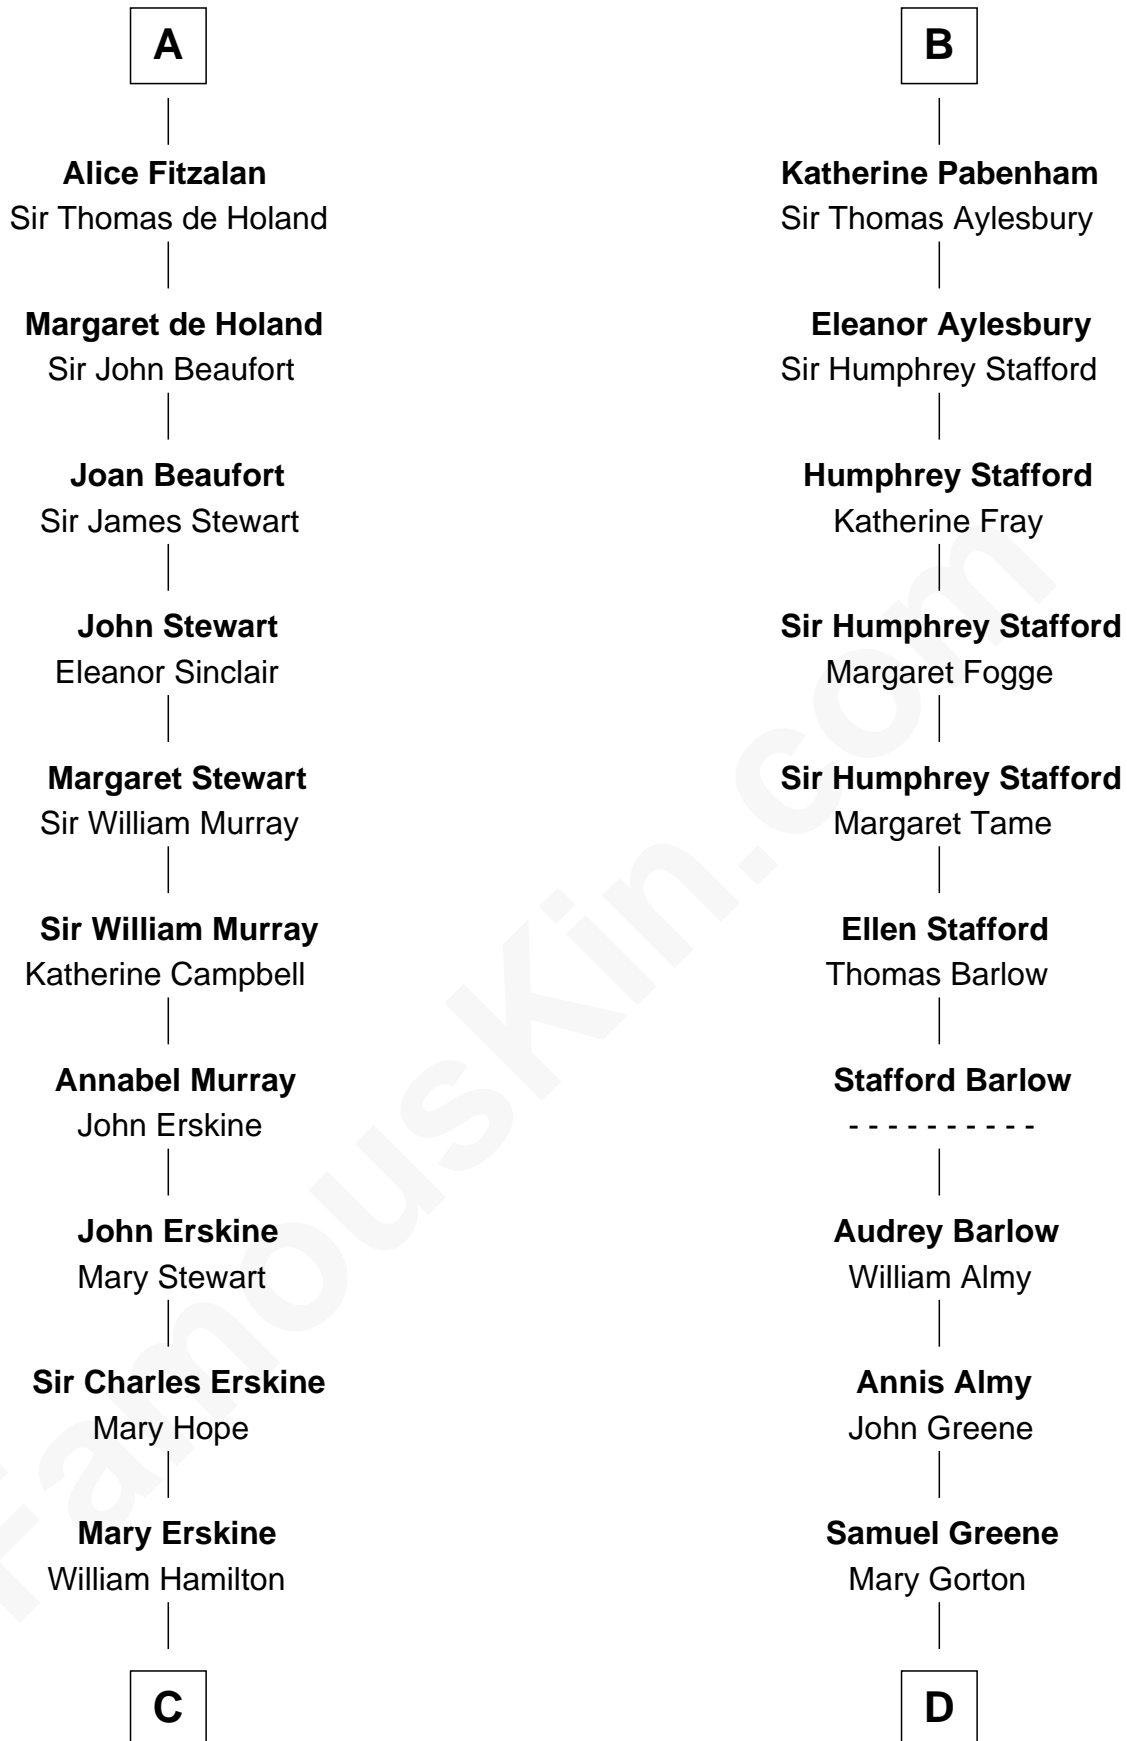 A
Alice Fitzalan
Sir Thomas de Holand
Margaret de Holand
Sir John Beaufort
Joan Beaufort
Sir James Stewart
John Stewart
Eleanor Sinclair
Margaret Stewart
Sir William Murray
Sir William Murray
Katherine Campbell
Annabel Murray
John Erskine
John Erskine
Mary Stewart
Sir Charles Erskine
Mary Hope
Mary Erskine
William Hamilton
C
B
Katherine Pabenham
Sir Thomas Aylesbury
Eleanor Aylesbury
Sir Humphrey Stafford
Humphrey Stafford
Katherine Fray
Sir Humphrey Stafford
Margaret Fogge
Sir Humphrey Stafford
Margaret Tame
Ellen Stafford
Thomas Barlow
Stafford Barlow
- - - - - - - - - -
Audrey Barlow
William Almy
Annis Almy
John Greene
Samuel Greene
Mary Gorton
D
FamousKin.com